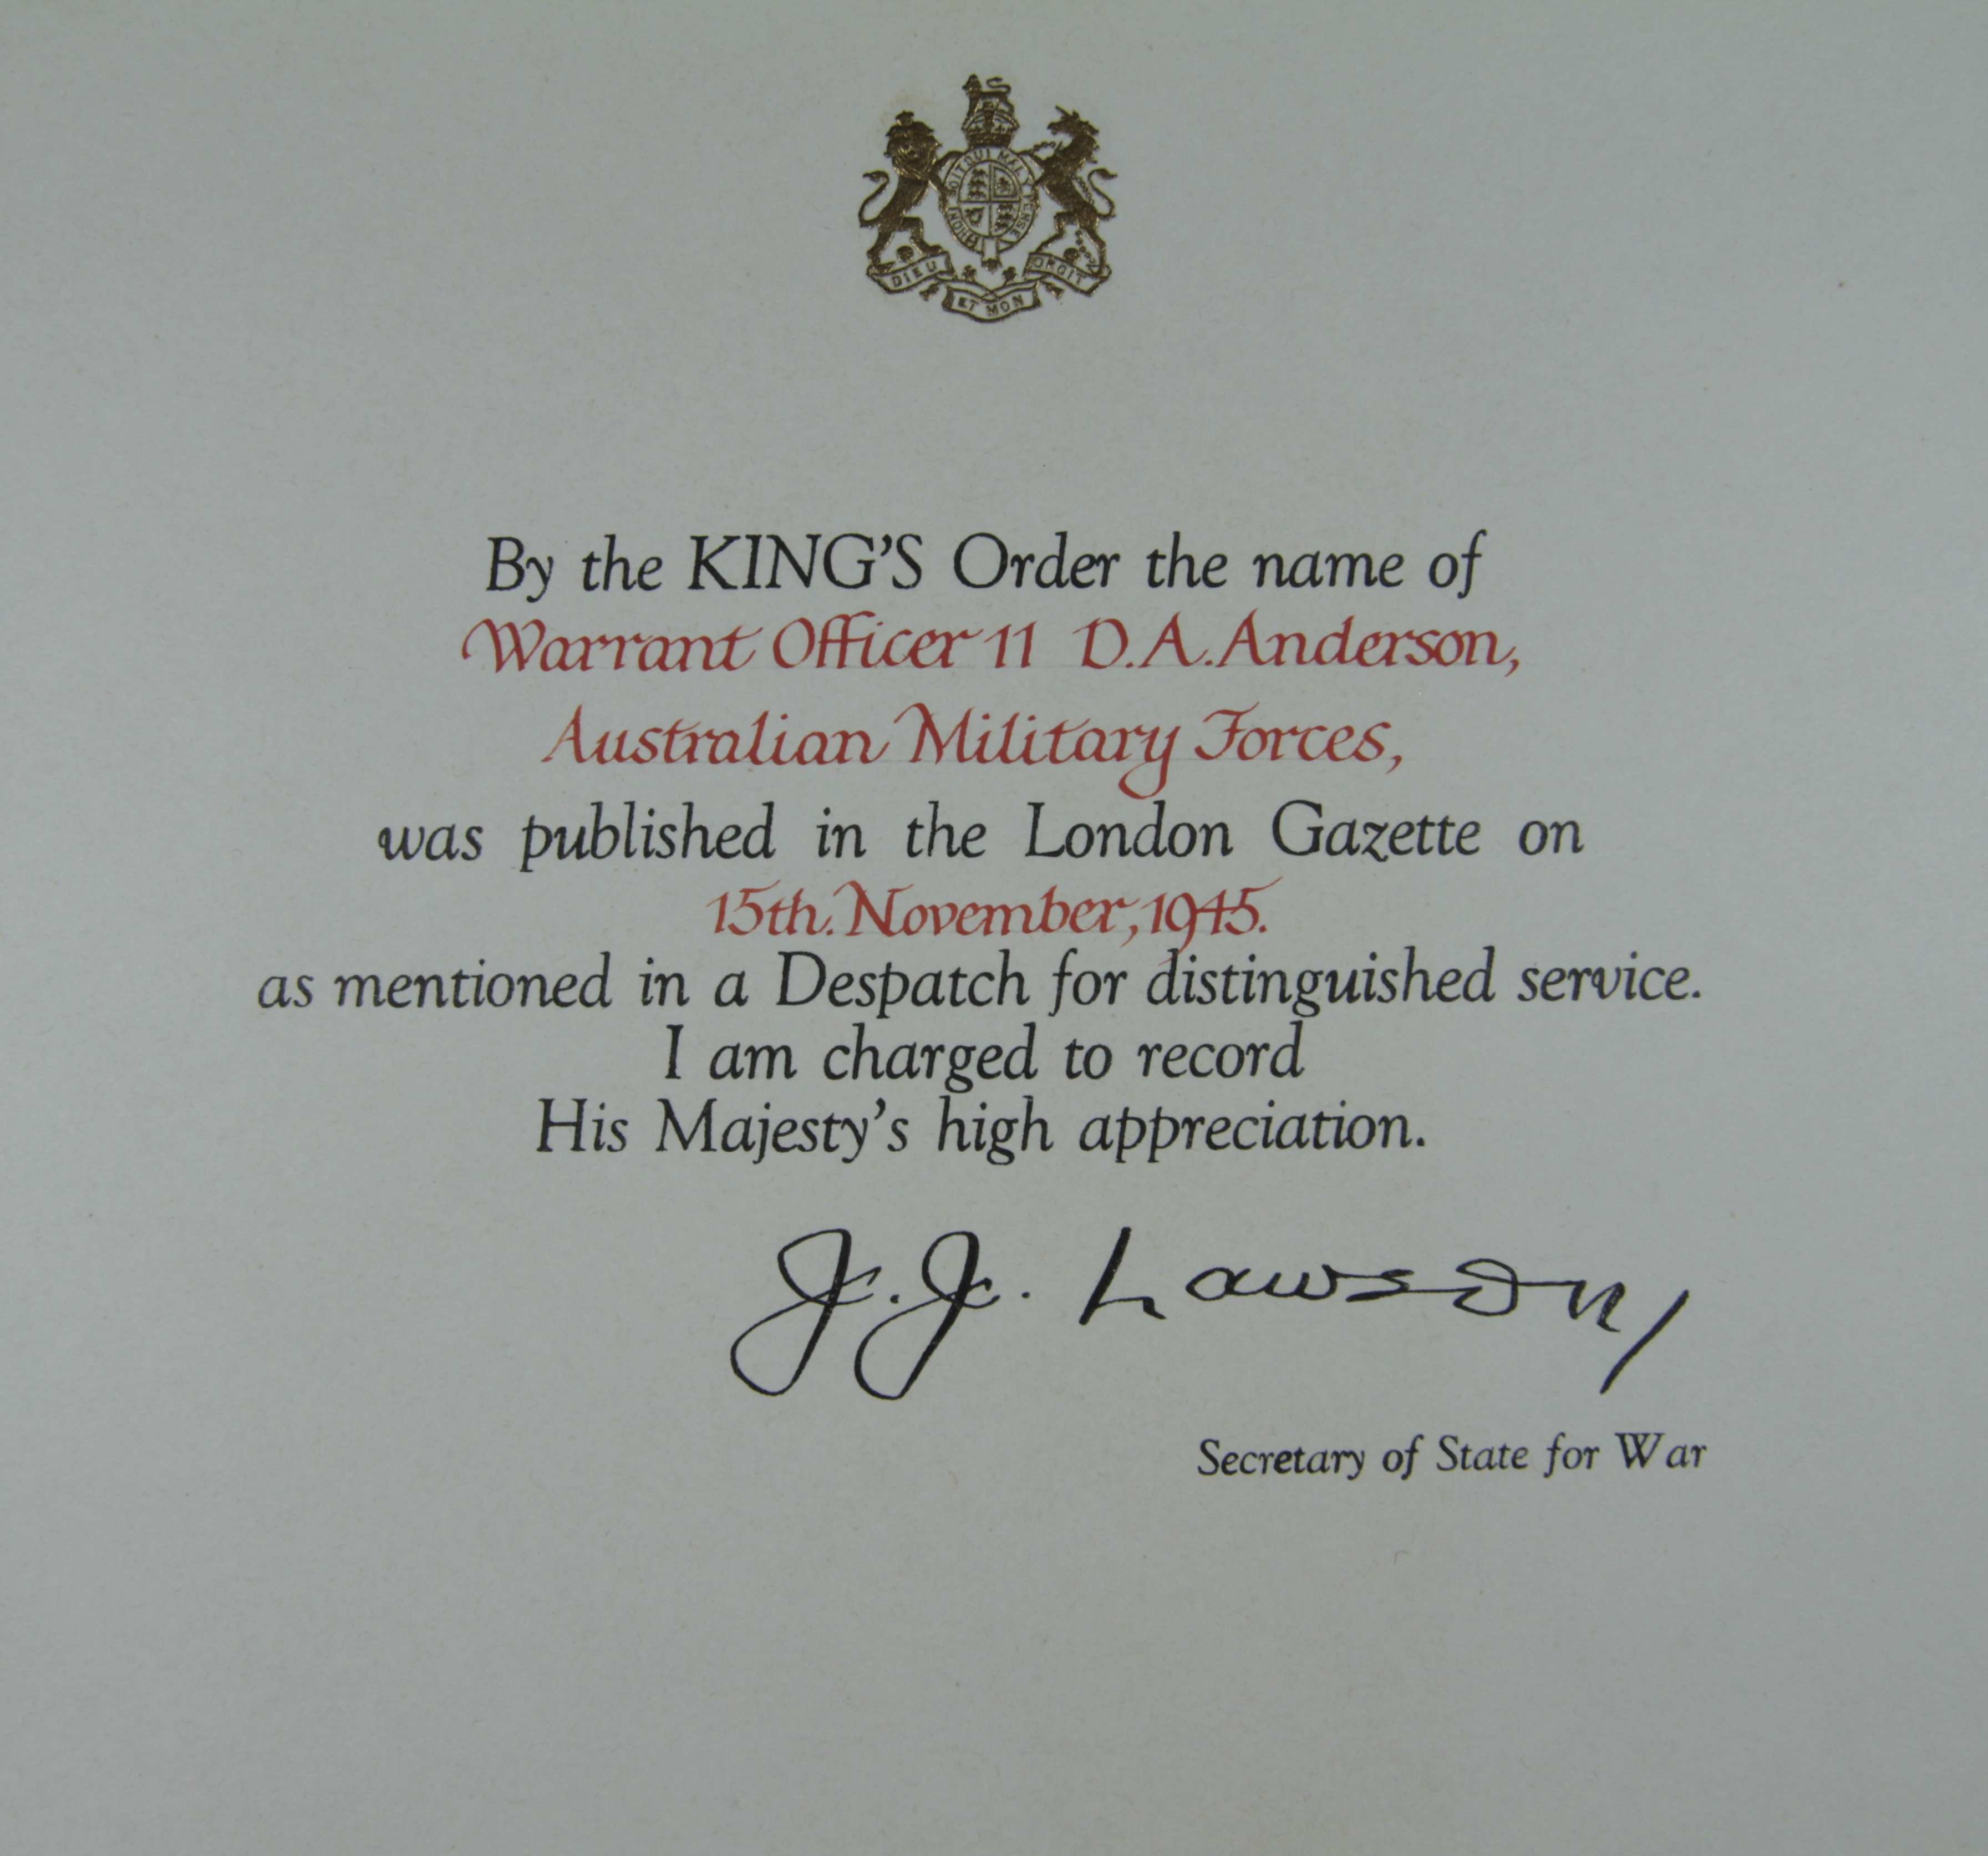 HONI SOIT QUI MAL Y PENSE
DIEU ET MON DROIT
By the KING'S Order the name of
Warrant Officer 11 D.A. Anderson,
Australian Military Forces,
was published in the London Gazette on
15th. November, 1945.
as mentioned in a Despatch for distinguished service.
I am charged to record
His Majesty's high appreciation.
J.J. Lawson
Secretary of State for War